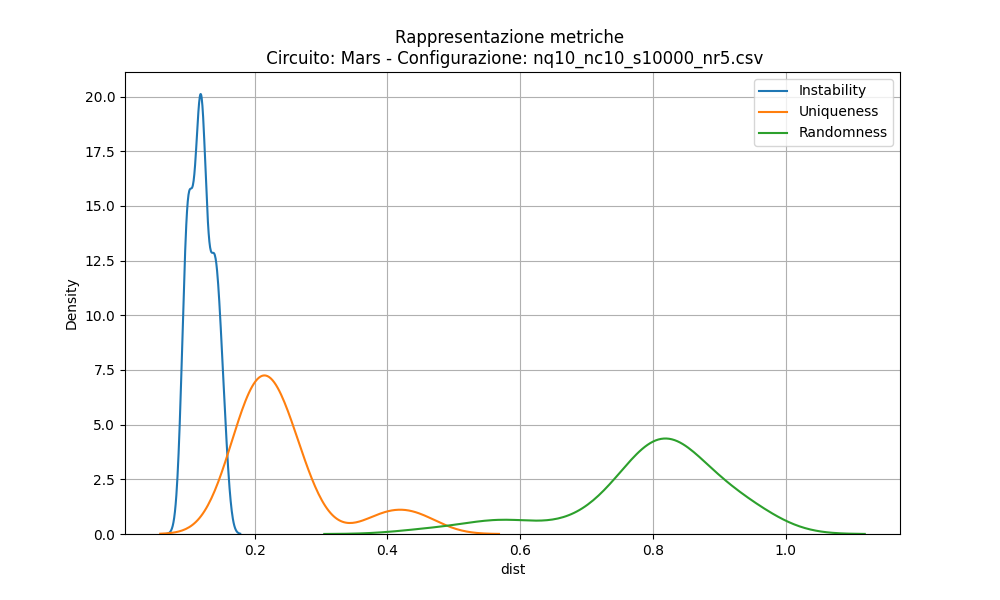 Rappresentazione metriche
Circuito: Mars - Configurazione: nq10_nc10_s10000_nr5.csv
Instability
Uniqueness
Randomness
20.0
17.5
15.0
12.5
10.0
7.5
5.0
2.5
0.0
Density
0.2
0.4
0.6
0.8
1.0
dist